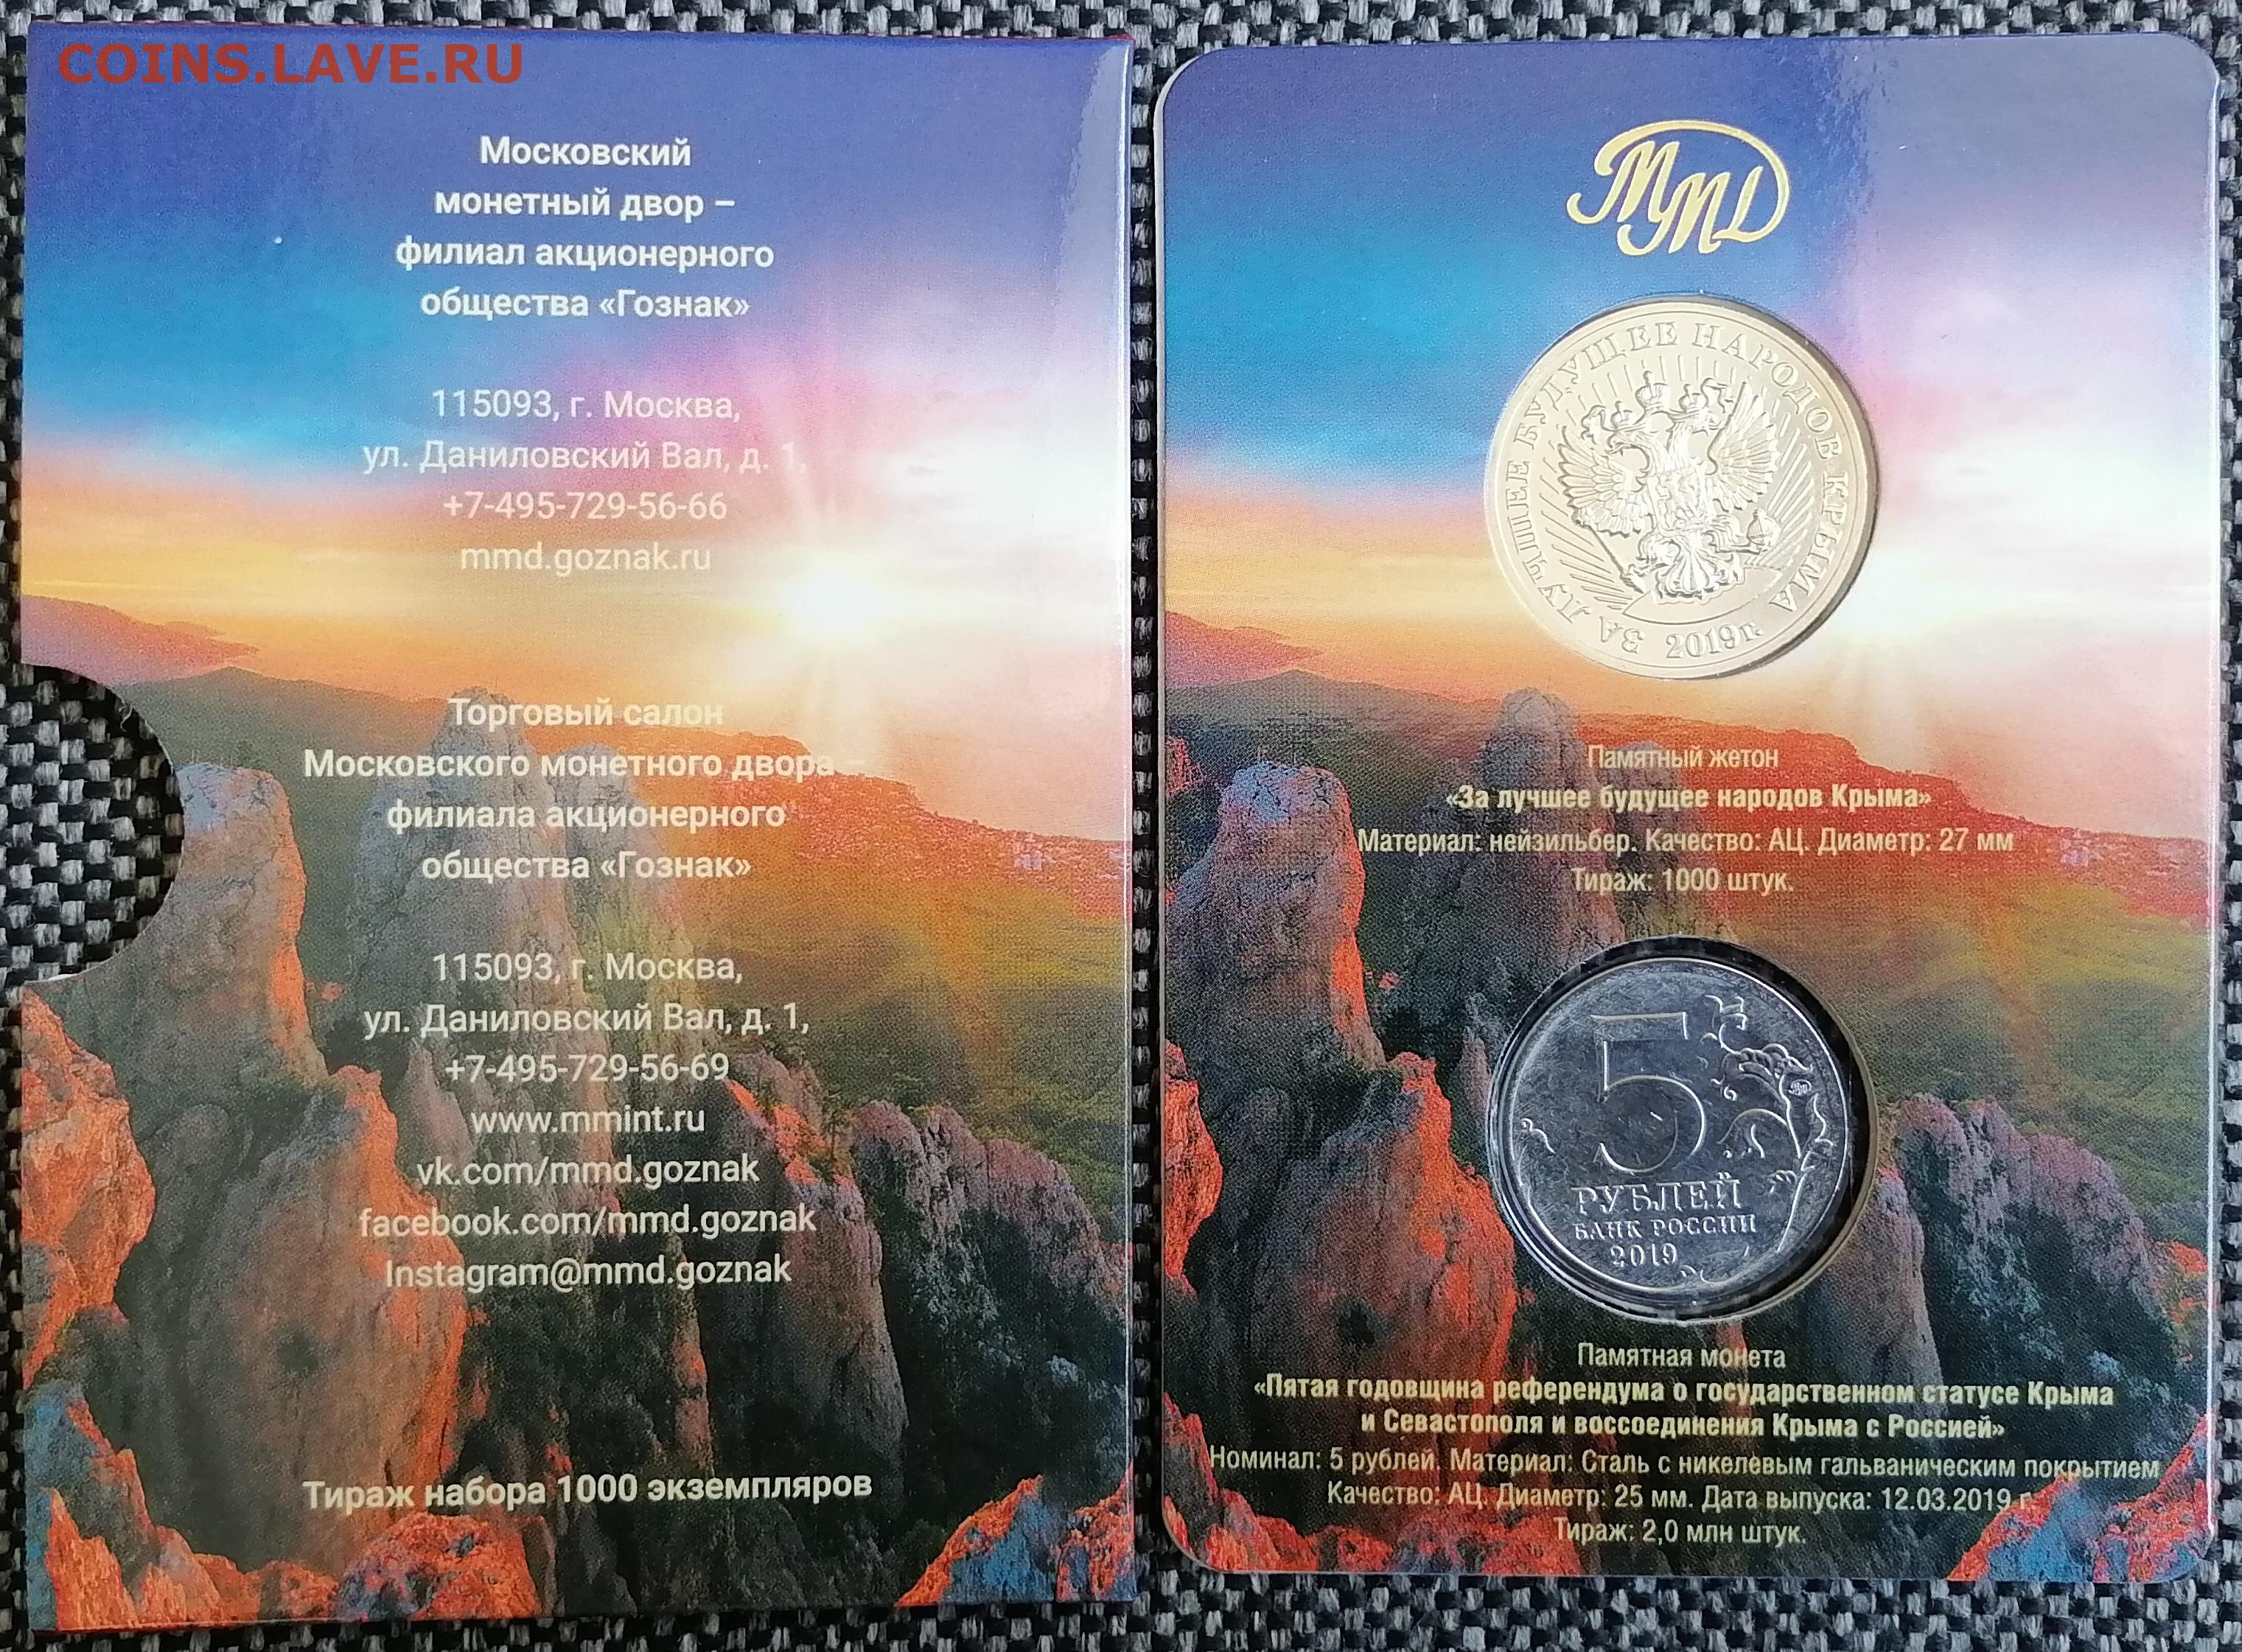 COINS.LAVE.RU
Московский
монетный двор –
филиал акционерного
общества «Гознак»
115093, г. Москва,
ул. Даниловский Вал, д. 1,
+7-495-729-56-66
mmd.goznak.ru
Торговый салон
Московского монетного двора –
филиала акционерного
общества «Гознак»
115093, г. Москва,
ул. Даниловский Вал, д. 1,
+7-495-729-56-69
www.mmint.ru
vk.com/mmd.goznak
facebook.com/mmd.goznak
Instagram@mmd.goznak
Тираж набора 1000 экземпляров
ММД
ЗА ЛУЧШЕЕ БУДУЩЕЕ НАРОДОВ КРЫМА
2019г.
Памятный жетон
«За лучшее будущее народов Крыма»
Материал: нейзильбер. Качество: АЦ. Диаметр: 27 мм
Тираж: 1000 штук.
5
РУБЛЕЙ
БАНК РОССИИ
2019
Памятная монета
«Пятая годовщина референдума о государственном статусе Крыма
и Севастополя и воссоединения Крыма с Россией»
Номинал: 5 рублей. Материал: Сталь с никелевым гальваническим покрытием
Качество: АЦ. Диаметр: 25 мм. Дата выпуска: 12.03.2019 г.
Тираж: 2,0 млн штук.